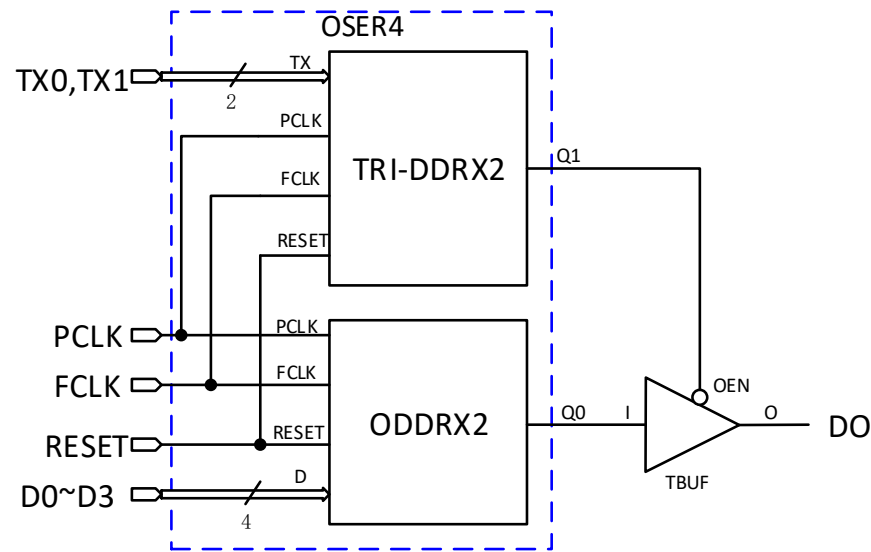 OSER4
TX0,TX1
2
TX
PCLK
FCLK
RESET
TRI-DDRX2
Q1
PCLK
FCLK
RESET
D0~D3
4
PCLK
FCLK
RESET
D
ODDRX2
Q0
I
OEN
O
TBUF
DO